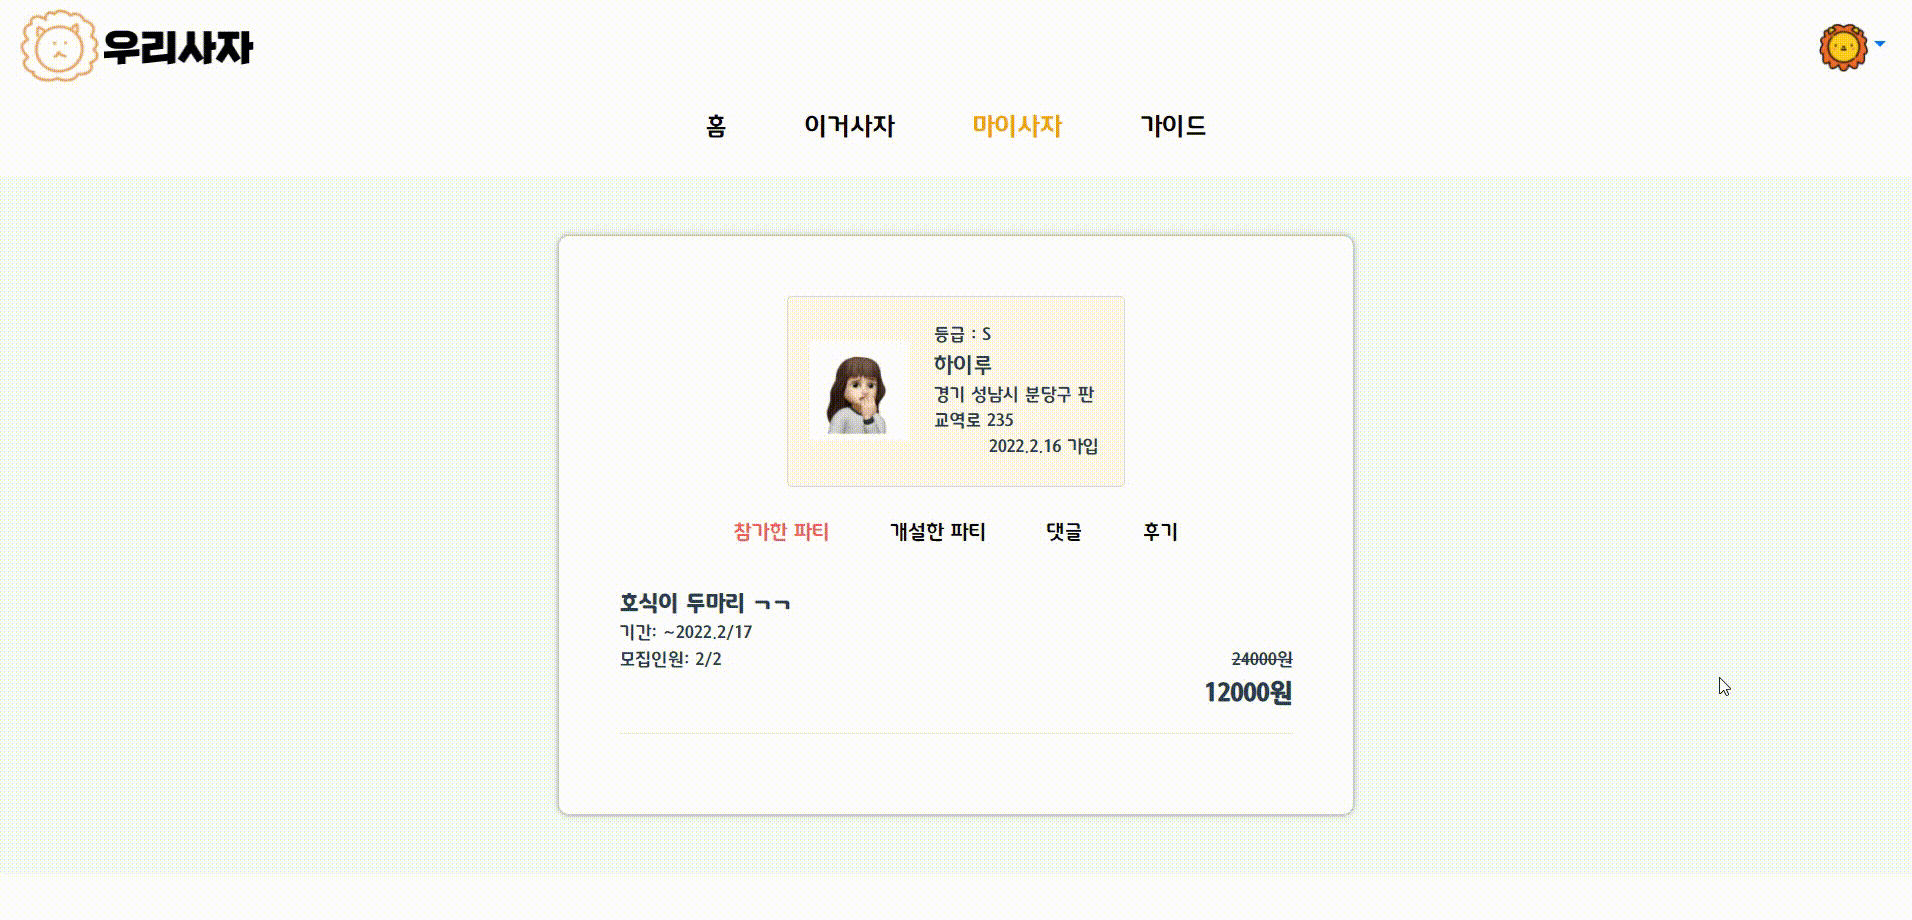 우리사자
홈 이거사자 마이사자 가이드
등급 : S
하이루
경기 성남시 분당구 판
교역로 235
2022.2.16 가입
참가한 파티 개설한 파티 댓글 후기
호식이 두마리 ㄱㄱ
기간: ~2022.2/17
모집인원: 2/2
24000원
12000원